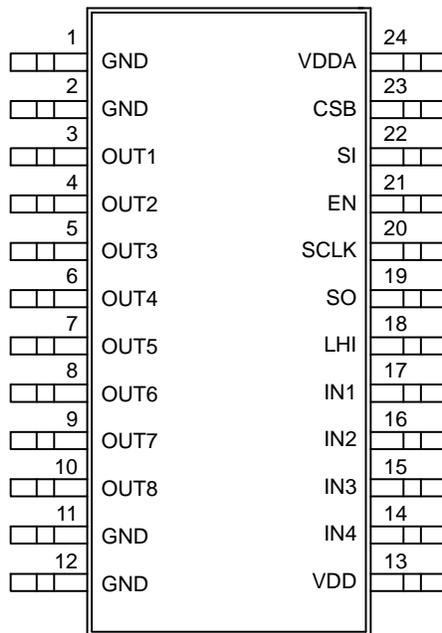 1 24
GND VDDA
2 23
GND CSB
3 22
OUT1 SI
4 21
OUT2 EN
5 20
OUT3 SCLK
6 19
OUT4 SO
7 18
OUT5 LHI
8 17
OUT6 IN1
9 16
OUT7 IN2
10 15
OUT8 IN3
11 14
GND IN4
12 13
GND VDD